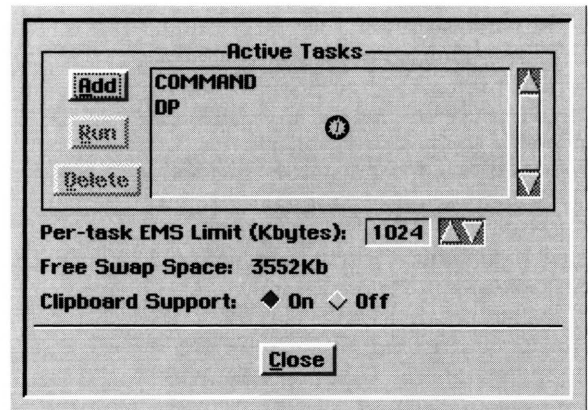 Active Tasks
Add
COMMAND
DP
Run
Delete
Per-task EMS Limit (Kbytes): 1024
Free Swap Space: 3552Kb
Clipboard Support: On Off
Close